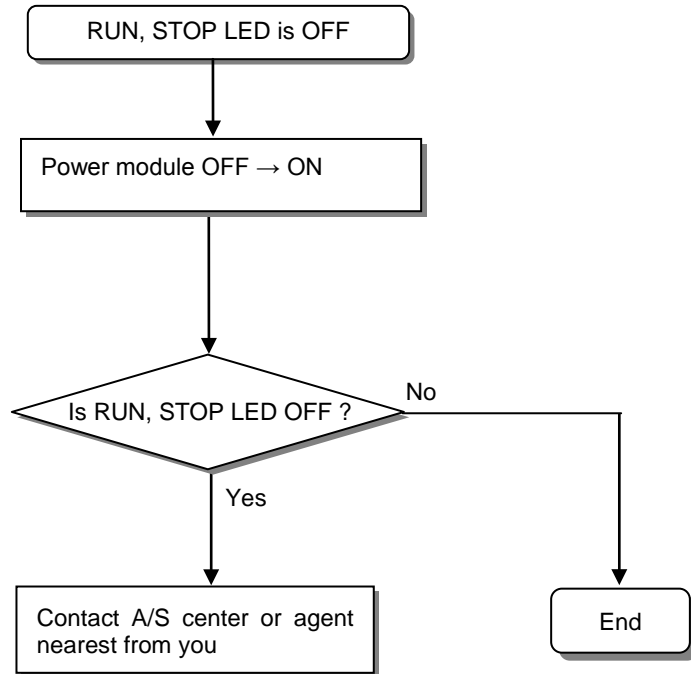 RUN, STOP LED is OFF
Power module OFF → ON
Is RUN, STOP LED OFF ?
No
Yes
Contact A/S center or agent
nearest from you
End